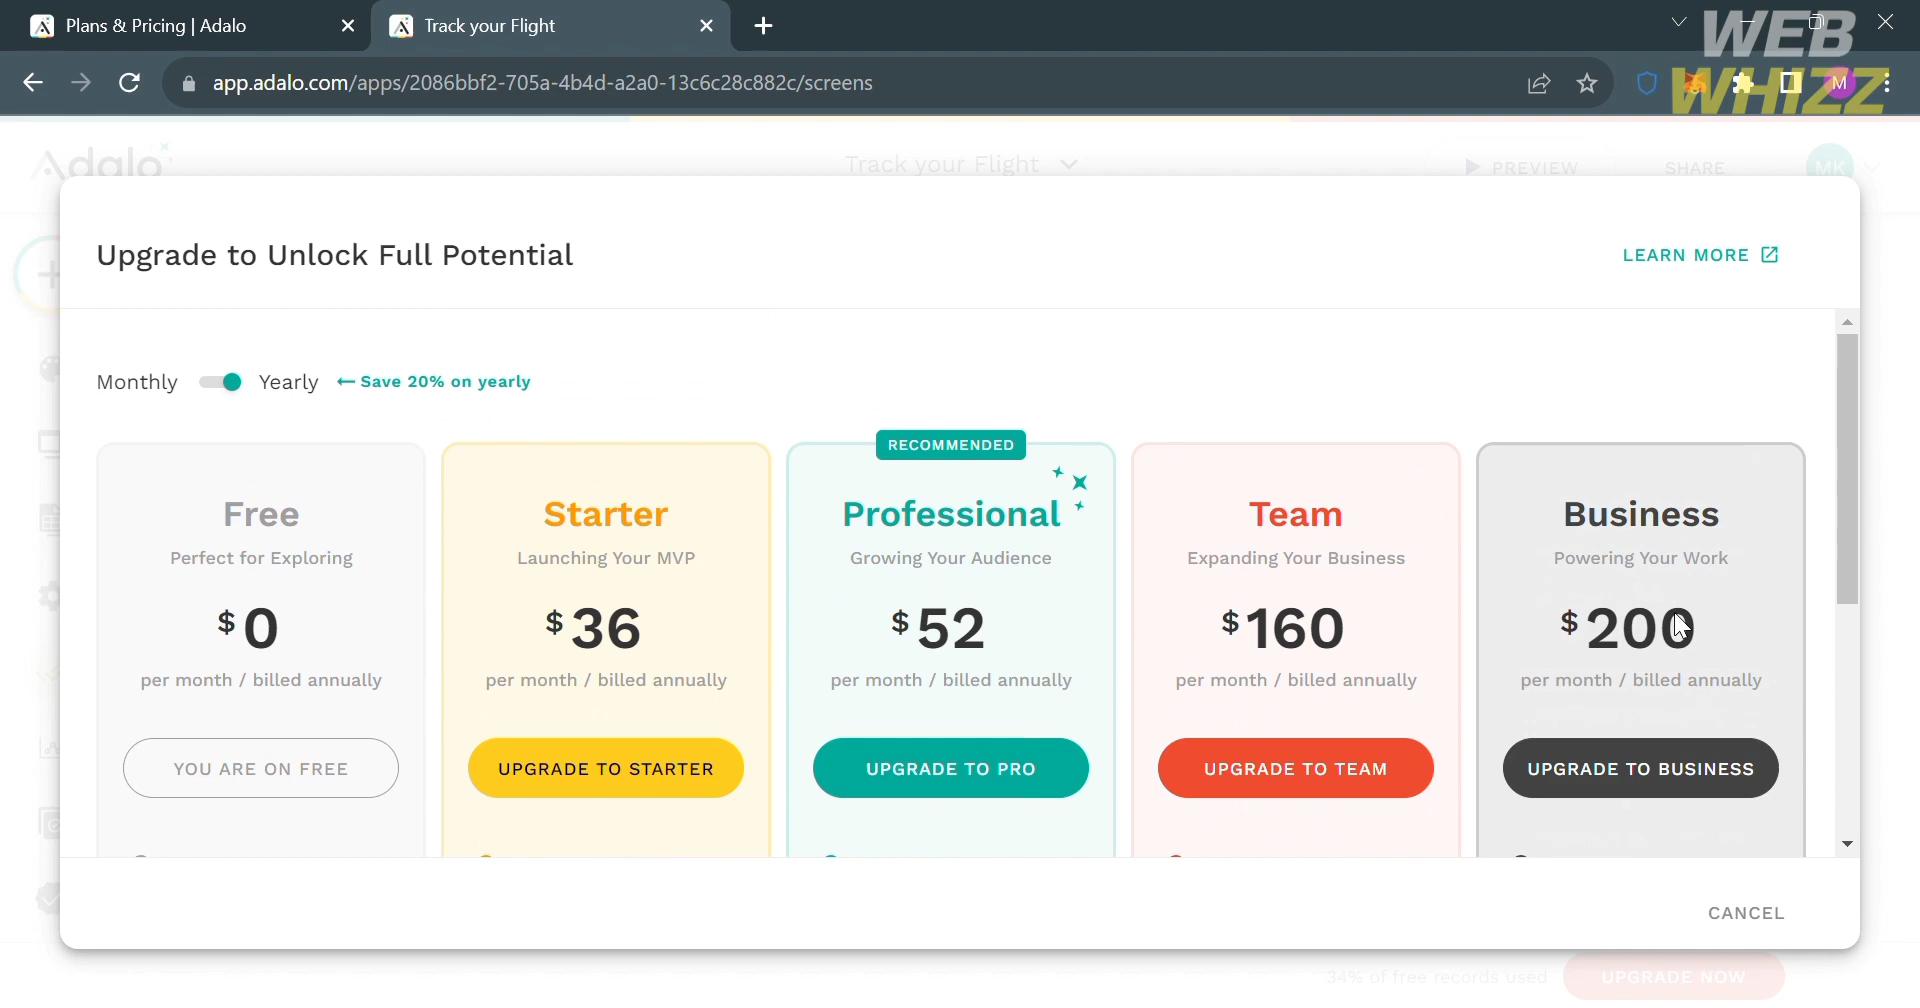 Plans & Pricing | Adalo
Track your Flight
WEB
WHIZZ
app.adalo.com/apps/2086bbf2-705a-4b4d-a2a0-13c6c28c882c/screens
M
Adalo
Track your Flight
PREVIEW
SHARE
MK
Upgrade to Unlock Full Potential
LEARN MORE
Monthly
Yearly
Save 20% on yearly
Free
Perfect for Exploring
$0
per month / billed annually
YOU ARE ON FREE
Starter
Launching Your MVP
$36
per month / billed annually
UPGRADE TO STARTER
RECOMMENDED
Professional
Growing Your Audience
$52
per month / billed annually
UPGRADE TO PRO
Team
Expanding Your Business
$160
per month / billed annually
UPGRADE TO TEAM
Business
Powering Your Work
$200
per month / billed annually
UPGRADE TO BUSINESS
CANCEL
34% of free records used
UPGRADE NOW